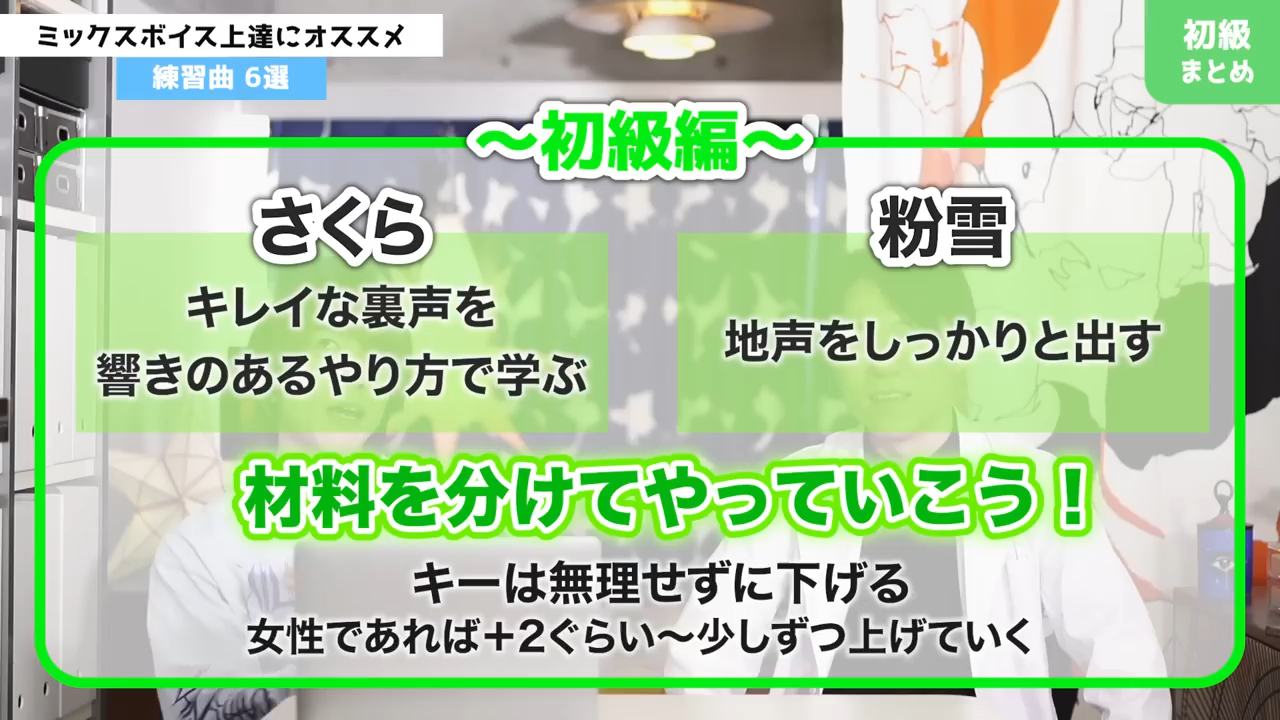 ミックスボイス上達にオススメ
練習曲 6選
初級
まとめ
〜初級編〜
さくら
キレイな裏声を
響きのあるやり方で学ぶ
粉雪
地声をしっかりと出す
材料を分けてやっていこう！
キーは無理せずに下げる
女性であれば＋2ぐらい〜少しずつ上げていく